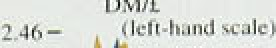 DM/£
2.46 – (left-hand scale)